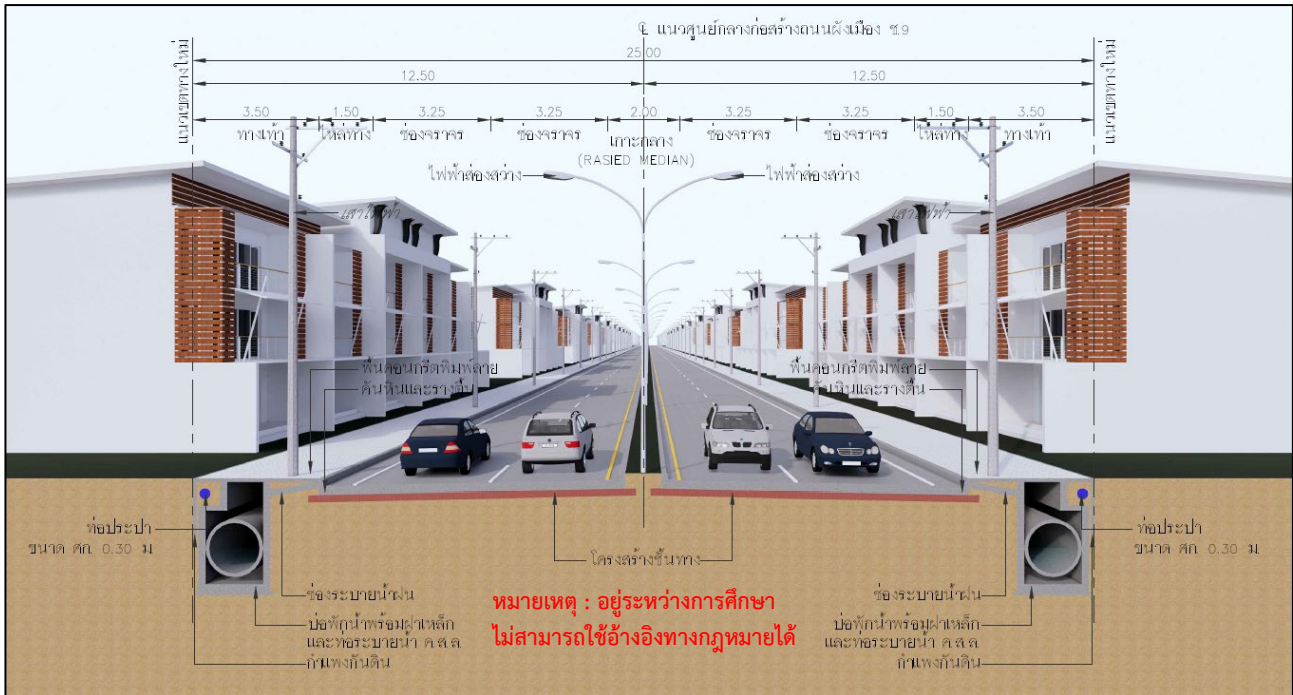 ℄ แนวศูนย์กลางก่อสร้างถนนผังเมือง ช.9
25.00
12.50 12.50
3.50 1.50 3.25 3.25 2.00 3.25 3.25 1.50 3.50
ทางเท้า ไหล่ทาง ช่องจราจร ช่องจราจร เกาะกลาง ช่องจราจร ช่องจราจร ไหล่ทาง ทางเท้า
(RASIED MEDIAN)
แนวเขตทางใหม่
แนวเขตทางใหม่
ไฟฟ้าส่องสว่าง ไฟฟ้าส่องสว่าง
เสาไฟฟ้า เสาไฟฟ้า
พื้นคอนกรีตพิมพ์ลาย พื้นคอนกรีตพิมพ์ลาย
คันหินและรางตื้น คันหินและรางตื้น
ท่อประปา
ขนาด ศก. 0.30 ม.
ท่อประปา
ขนาด ศก. 0.30 ม.
โครงสร้างชั้นทาง
ช่องระบายน้ำฝน
บ่อพักน้ำพร้อมฝาเหล็ก
และท่อระบายน้ำ ค.ส.ล.
กำแพงกันดิน
หมายเหตุ : อยู่ระหว่างการศึกษา
ไม่สามารถใช้อ้างอิงทางกฎหมายได้
ช่องระบายน้ำฝน
บ่อพักน้ำพร้อมฝาเหล็ก
และท่อระบายน้ำ ค.ส.ล.
กำแพงกันดิน